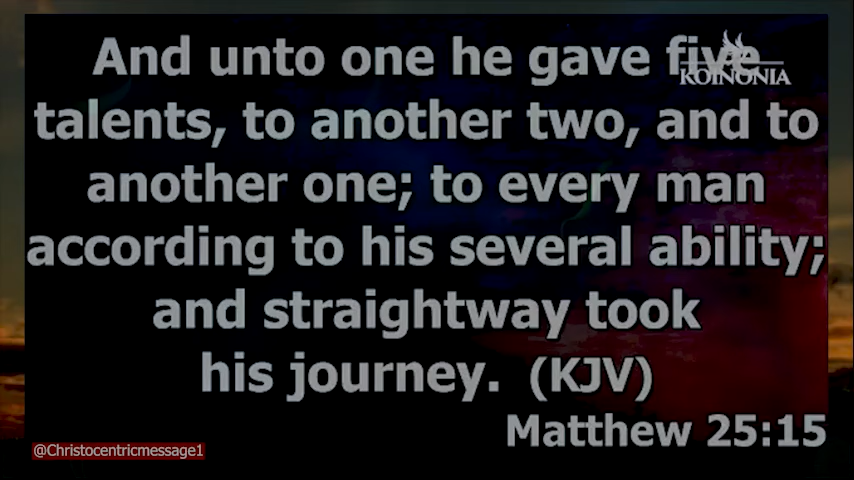 And unto one he gave five
KOINONIA
talents, to another two, and to
another one; to every man
according to his several ability;
and straightway took
his journey. (KJV)
Matthew 25:15
@Christocentricmessage1